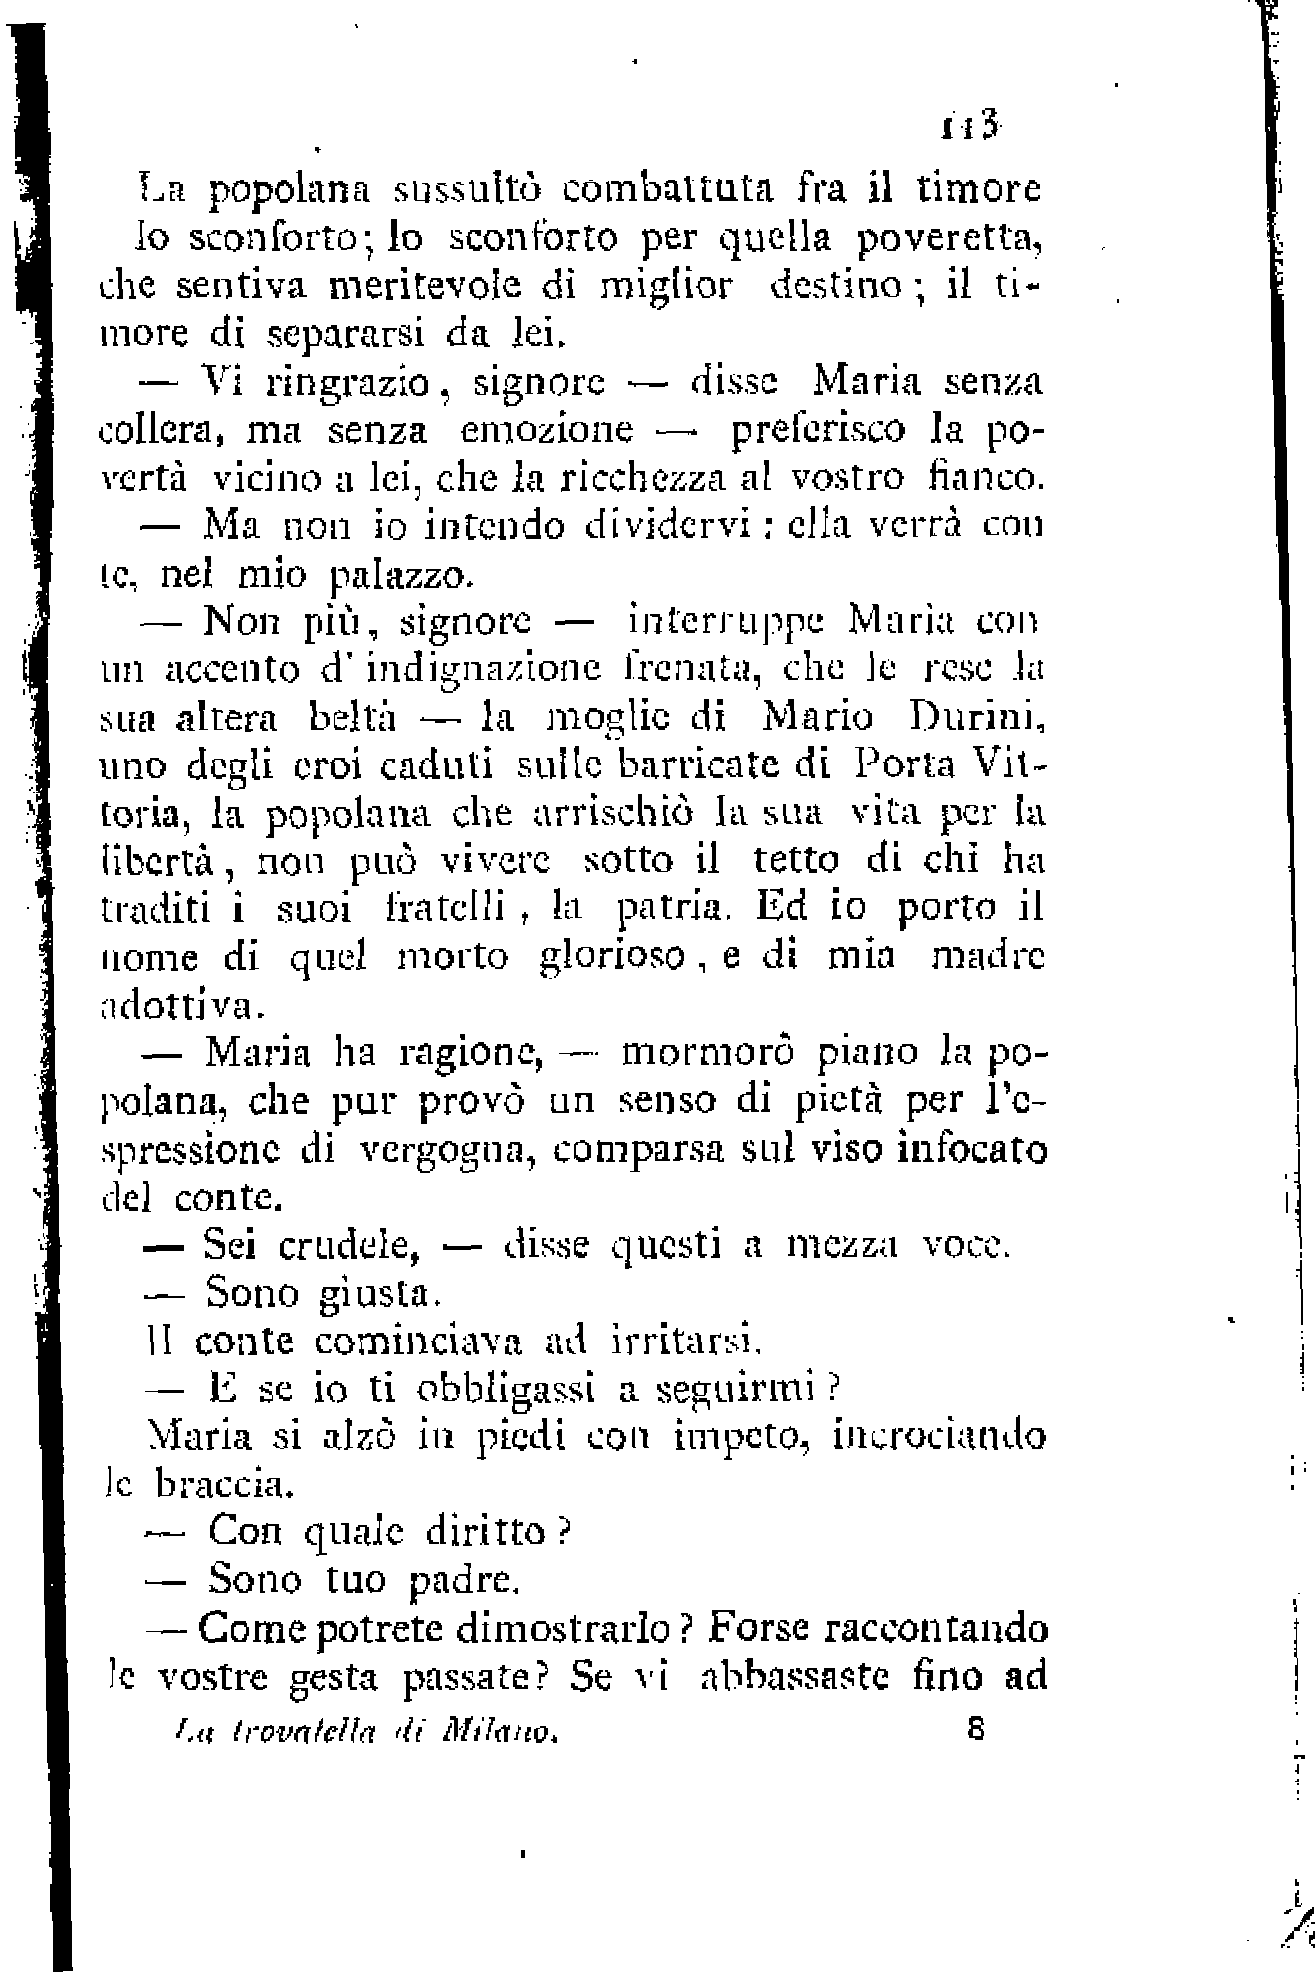 113
La popolana sussultò combattuta fra il timore
lo sconforto; lo sconforto per quella poveretta,
che sentiva meritevole di miglior destino; il ti-
more di separarsi da lei.
— Vi ringrazio, signore — disse Maria senza
collera, ma senza emozione — preferisco la po-
vertà vicino a lei, che la ricchezza al vostro fianco.
— Ma non io intendo dividervi: ella verrà con
te, nel mio palazzo.
— Non più, signore — interruppe Maria con
un accento d' indignazione frenata, che le rese la
sua altera beltà — la moglie di Mario Durini,
uno degli eroi caduti sulle barricate di Porta Vit-
toria, la popolana che arrischiò la sua vita per la
libertà, non può vivere sotto il tetto di chi ha
traditi i suoi fratelli, la patria. Ed io porto il
nome di quel morto glorioso, e di mia madre
adottiva.
— Maria ha ragione, — mormorò piano la po-
polana, che pur provò un senso di pietà per l'e-
spressione di vergogna, comparsa sul viso infocato
del conte.
— Sei crudele, — disse questi a mezza voce.
— Sono giusta.
Il conte cominciava ad irritarsi.
— E se io ti obbligassi a seguirmi?
Maria si alzò in piedi con impeto, incrociando
le braccia.
— Con quale diritto?
— Sono tuo padre.
— Come potrete dimostrarlo? Forse raccontando
le vostre gesta passate? Se vi abbassaste fino ad
La trovatella di Milano. 8